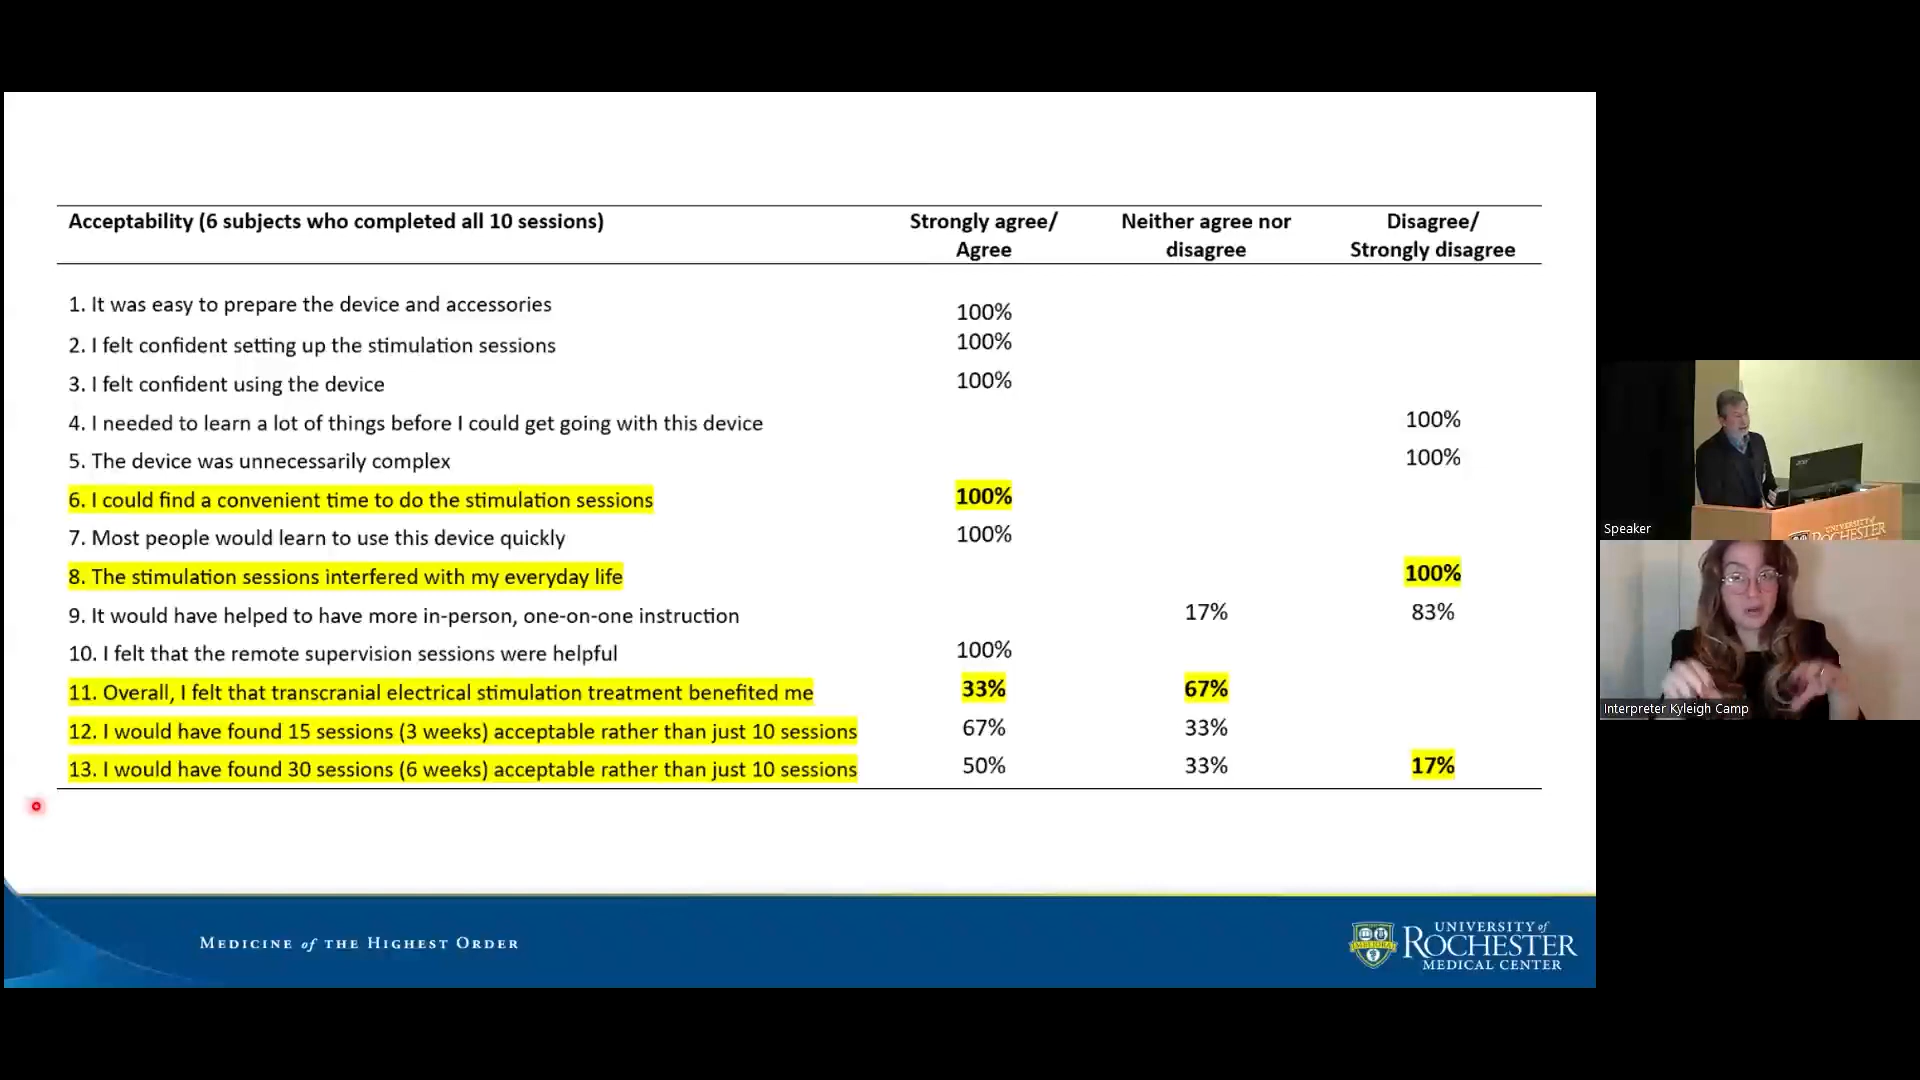 Acceptability (6 subjects who completed all 10 sessions)
Strongly agree/
Agree
Neither agree nor
disagree
Disagree/
Strongly disagree
1. It was easy to prepare the device and accessories 100%
2. I felt confident setting up the stimulation sessions 100%
3. I felt confident using the device 100%
4. I needed to learn a lot of things before I could get going with this device 100%
5. The device was unnecessarily complex 100%
6. I could find a convenient time to do the stimulation sessions 100%
7. Most people would learn to use this device quickly 100%
8. The stimulation sessions interfered with my everyday life 100%
9. It would have helped to have more in-person, one-on-one instruction 17% 83%
10. I felt that the remote supervision sessions were helpful 100%
11. Overall, I felt that transcranial electrical stimulation treatment benefited me 33% 67%
12. I would have found 15 sessions (3 weeks) acceptable rather than just 10 sessions 67% 33%
13. I would have found 30 sessions (6 weeks) acceptable rather than just 10 sessions 50% 33% 17%
MEDICINE of THE HIGHEST ORDER
UNIVERSITY of
ROCHESTER
MEDICAL CENTER
acer
UNIVERSITY of
ROCHESTER
Speaker
Interpreter Kyleigh Camp